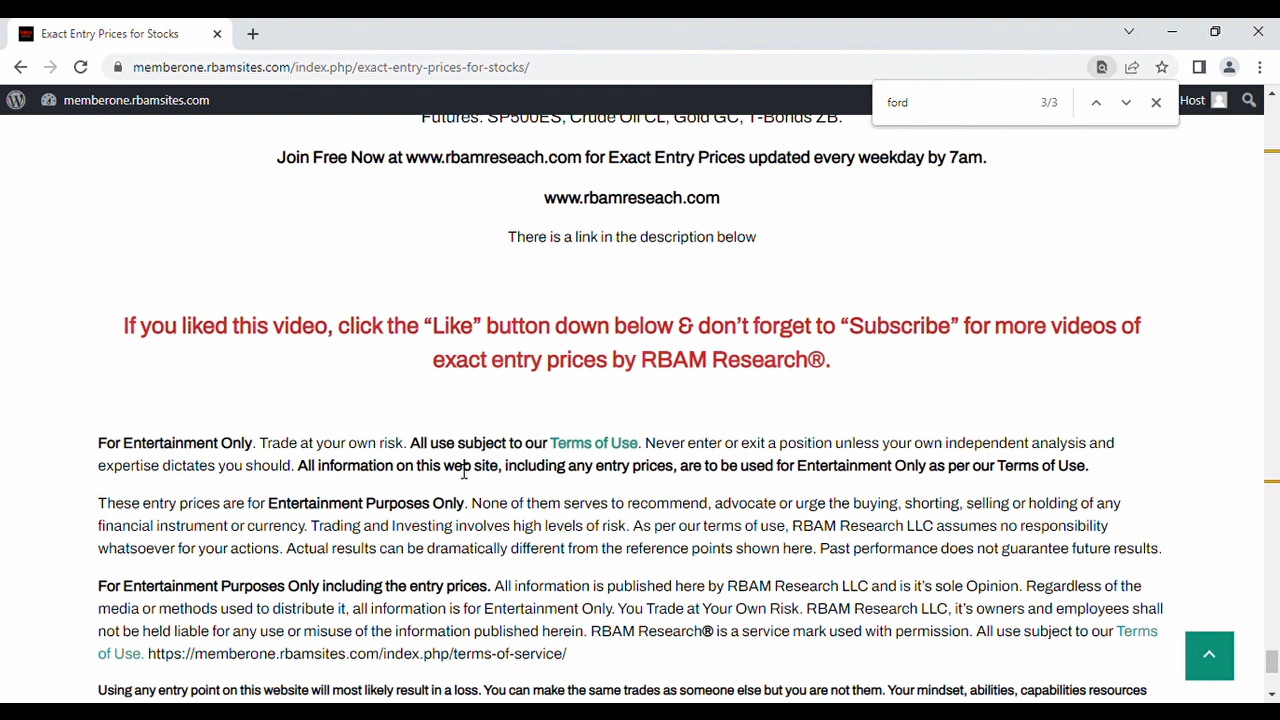 Exact Entry Prices for Stocks
memberone.rbamsites.com/index.php/exact-entry-prices-for-stocks/
memberone.rbamsites.com
Host
ford 3/3
Futures: SP500ES, Crude Oil CL, Gold GC, T-Bonds ZB.
Join Free Now at www.rbamreseach.com for Exact Entry Prices updated every weekday by 7am.
www.rbamreseach.com
There is a link in the description below
If you liked this video, click the “Like” button down below & don’t forget to “Subscribe” for more videos of
exact entry prices by RBAM Research®.
For Entertainment Only. Trade at your own risk. All use subject to our Terms of Use. Never enter or exit a position unless your own independent analysis and
expertise dictates you should. All information on this web site, including any entry prices, are to be used for Entertainment Only as per our Terms of Use.
These entry prices are for Entertainment Purposes Only. None of them serves to recommend, advocate or urge the buying, shorting, selling or holding of any
financial instrument or currency. Trading and Investing involves high levels of risk. As per our terms of use, RBAM Research LLC assumes no responsibility
whatsoever for your actions. Actual results can be dramatically different from the reference points shown here. Past performance does not guarantee future results.
For Entertainment Purposes Only including the entry prices. All information is published here by RBAM Research LLC and is it’s sole Opinion. Regardless of the
media or methods used to distribute it, all information is for Entertainment Only. You Trade at Your Own Risk. RBAM Research LLC, it’s owners and employees shall
not be held liable for any use or misuse of the information published herein. RBAM Research® is a service mark used with permission. All use subject to our Terms
of Use. https://memberone.rbamsites.com/index.php/terms-of-service/
Using any entry point on this website will most likely result in a loss. You can make the same trades as someone else but you are not them. Your mindset, abilities, capabilities resources